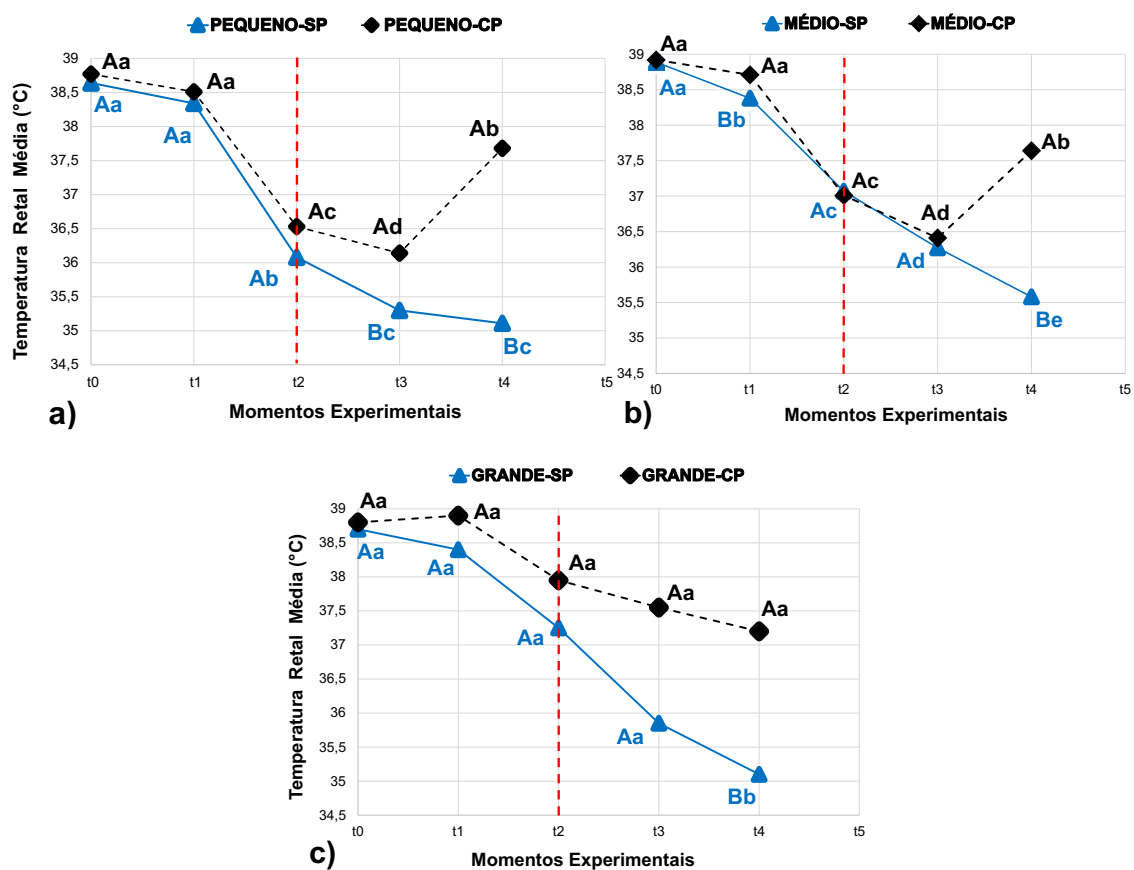 PEQUENO-SP PEQUENO-CP
Temperatura Retal Média (°C)
39
38,5
38
37,5
37
36,5
36
35,5
35
34,5
Aa
Aa
Aa
Aa
Ac
Ab
Ad
Bc
Ab
Bc
t0 t1 t2 t3 t4 t5
a)
Momentos Experimentais
MÉDIO-SP MÉDIO-CP
39
38,5
38
37,5
37
36,5
36
35,5
35
34,5
Aa
Aa
Aa
Bb
Ac
Ac
Ad
Ad
Ab
Be
t0 t1 t2 t3 t4 t5
b)
Momentos Experimentais
GRANDE-SP GRANDE-CP
Temperatura Retal Média (°C)
39
38,5
38
37,5
37
36,5
36
35,5
35
34,5
Aa
Aa
Aa
Aa
Aa
Aa
Aa
Aa
Aa
Bb
t0 t1 t2 t3 t4 t5
c)
Momentos Experimentais